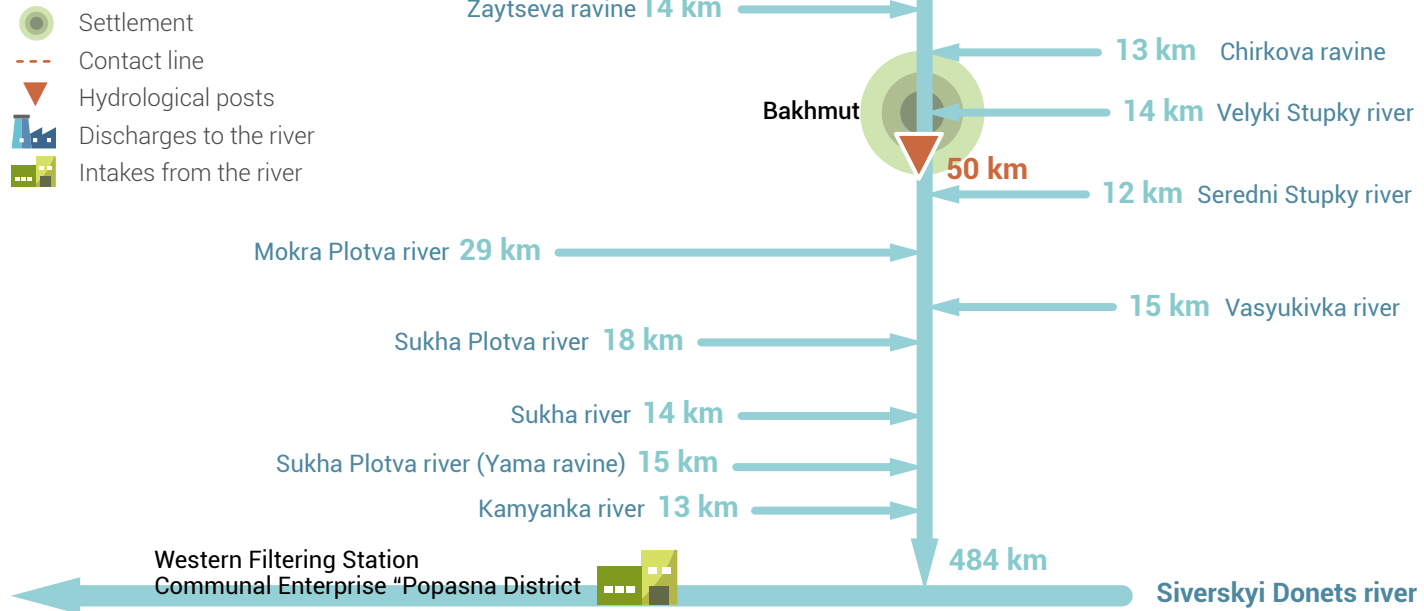 Settlement
Contact line
Hydrological posts
Discharges to the river
Intakes from the river
Zaytseva ravine 14 km
13 km Chirkova ravine
Bakhmut
14 km Velyki Stupky river
50 km
12 km Seredni Stupky river
Mokra Plotva river 29 km
15 km Vasyukivka river
Sukha Plotva river 18 km
Sukha river 14 km
Sukha Plotva river (Yama ravine) 15 km
Kamyanka river 13 km
484 km
Western Filtering Station
Communal Enterprise “Popasna District
Siverskyi Donets river